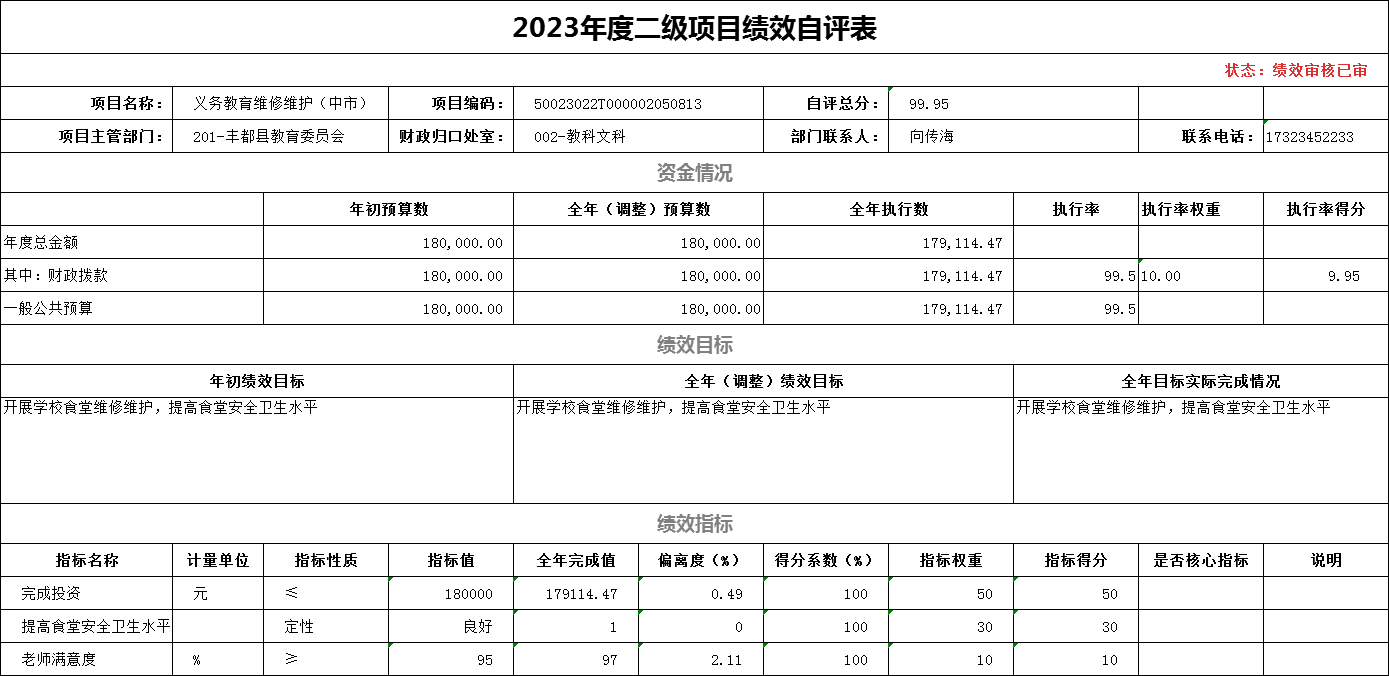 2023年度二级项目绩效自评表
状态：绩效审核已审
项目名称： 义务教育维修维护（中市） 项目编码： 50023022T000002050813 自评总分： 99.95
项目主管部门： 201-丰都县教育委员会 财政归口处室： 002-教科文科 部门联系人： 向传海 联系电话： 17323452233
资金情况
年初预算数 全年（调整）预算数 全年执行数 执行率 执行率权重 执行率得分
年度总金额 180,000.00 180,000.00 179,114.47
其中：财政拨款 180,000.00 180,000.00 179,114.47 99.5 10.00 9.95
一般公共预算 180,000.00 180,000.00 179,114.47 99.5
绩效目标
年初绩效目标 全年（调整）绩效目标 全年目标实际完成情况
开展学校食堂维修维护，提高食堂安全卫生水平 开展学校食堂维修维护，提高食堂安全卫生水平 开展学校食堂维修维护，提高食堂安全卫生水平
绩效指标
指标名称 计量单位 指标性质 指标值 全年完成值 偏离度（%） 得分系数（%） 指标权重 指标得分 是否核心指标 说明
完成投资 元 ≤ 180000 179114.47 0.49 100 50 50
提高食堂安全卫生水平 定性 良好 1 0 100 30 30
老师满意度 % ≥ 95 97 2.11 100 10 10